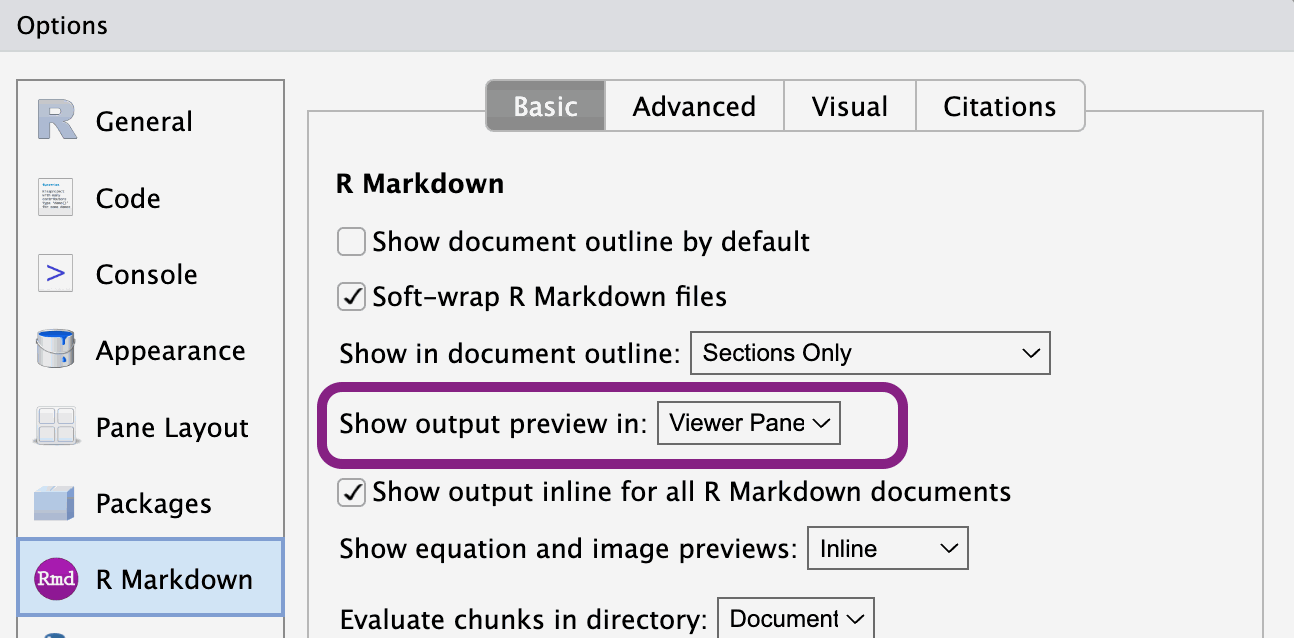 Options
General
Code
Console
Appearance
Pane Layout
Packages
Rmd R Markdown
Basic Advanced Visual Citations
R Markdown
Show document outline by default
Soft-wrap R Markdown files
Show in document outline: Sections Only
Show output preview in: Viewer Pane
Show output inline for all R Markdown documents
Show equation and image previews: Inline
Evaluate chunks in directory: Document